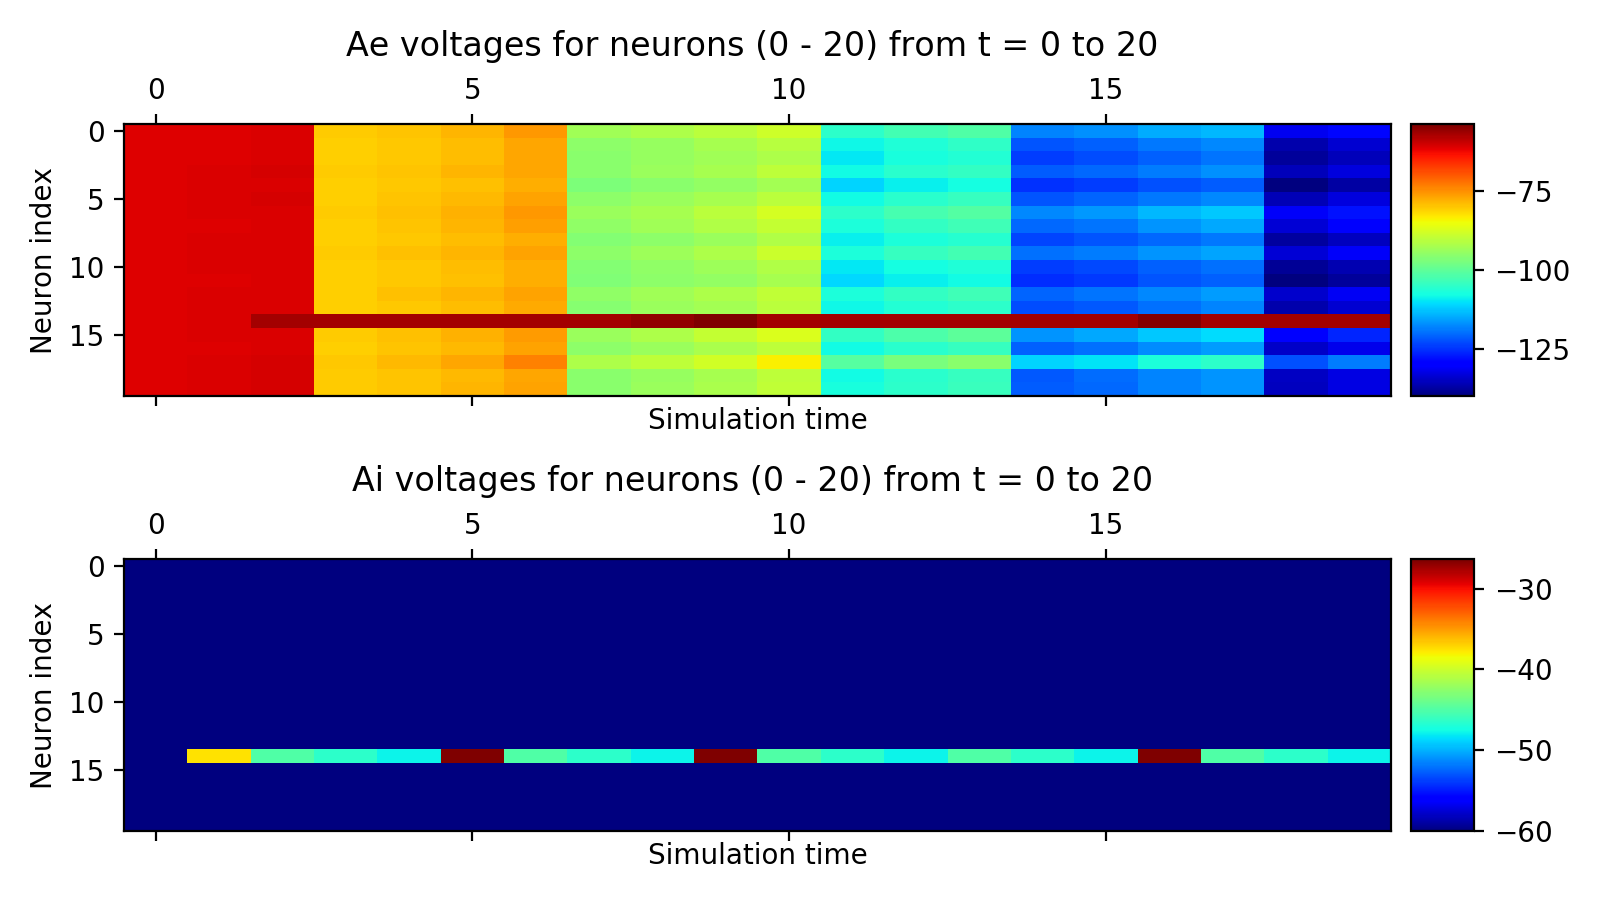 Ae voltages for neurons (0 - 20) from t = 0 to 20
0 5 10 15
Neuron index
0
5
10
15
Simulation time
−75
−100
−125
Ai voltages for neurons (0 - 20) from t = 0 to 20
0 5 10 15
Neuron index
0
5
10
15
Simulation time
−30
−40
−50
−60